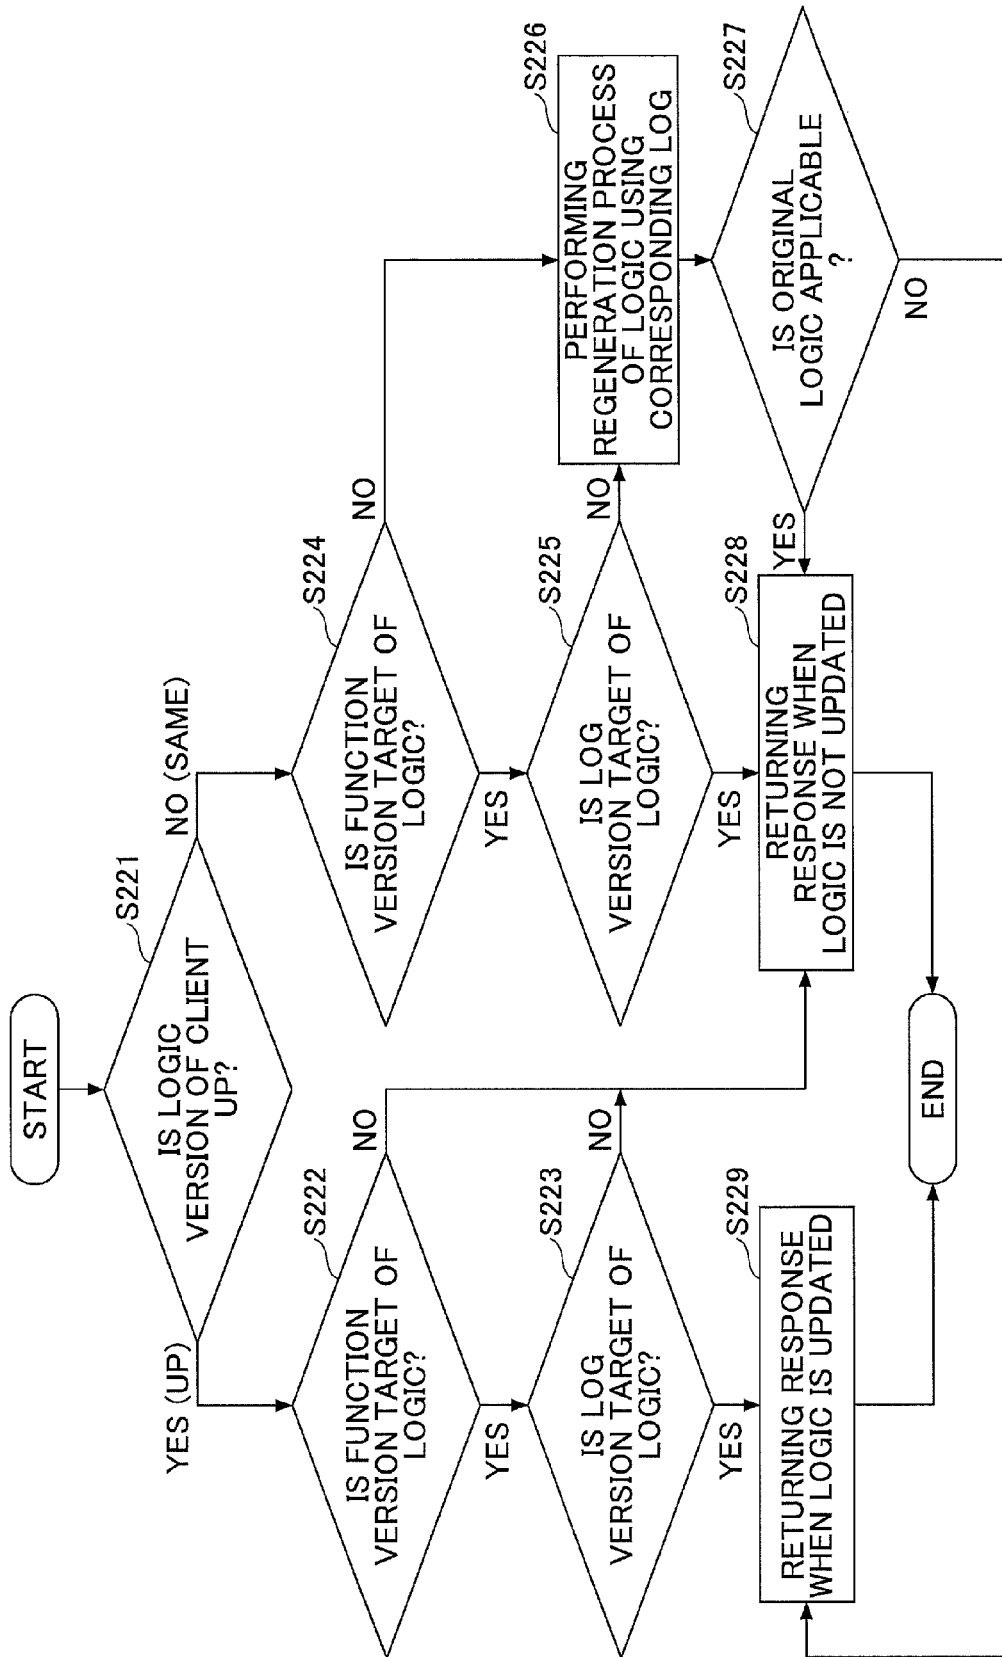 START
S221
IS LOGIC
VERSION OF CLIENT
UP?
YES (UP)
NO (SAME)
S222
IS FUNCTION
VERSION TARGET OF
LOGIC?
NO
YES
S223
IS LOG
VERSION TARGET OF
LOGIC?
NO
YES
S229
RETURNING RESPONSE
WHEN LOGIC IS UPDATED
S224
IS FUNCTION
VERSION TARGET OF
LOGIC?
NO
YES
S225
IS LOG
VERSION TARGET OF
LOGIC?
NO
YES
S226
PERFORMING
REGENERATION PROCESS
OF LOGIC USING
CORRESPONDING LOG
S227
IS ORIGINAL
LOGIC APPLICABLE
?
YES
NO
S228
RETURNING
RESPONSE WHEN
LOGIC IS NOT UPDATED
END